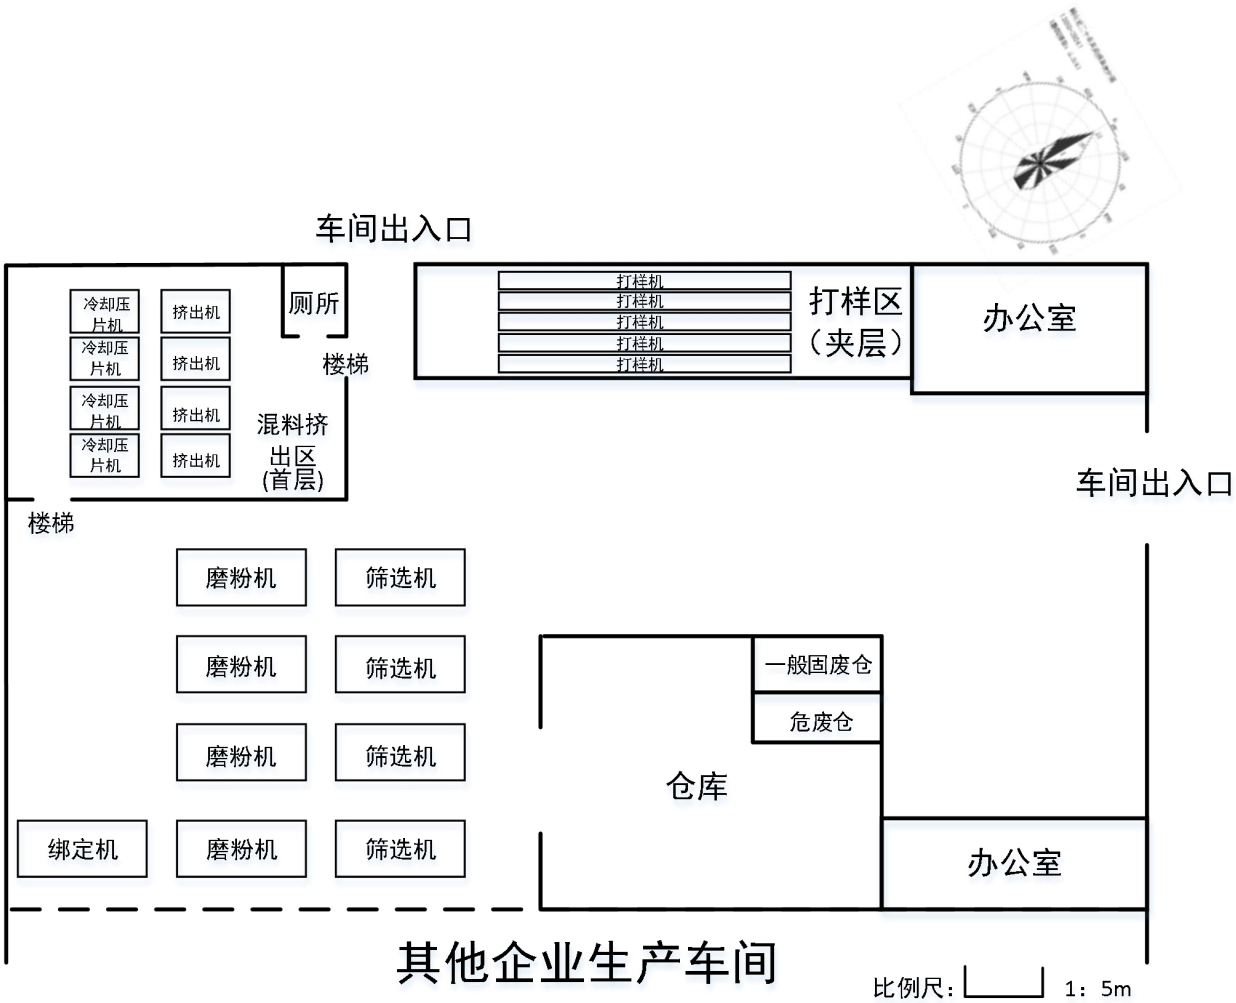 车间出入口
冷却压
片机
挤出机
厕所
冷却压
片机
挤出机
楼梯
冷却压
片机
挤出机
混料挤
出区
(首层)
冷却压
片机
挤出机
楼梯
打样机
打样机
打样机
打样机
打样机
打样区
（夹层）
办公室
车间出入口
磨粉机
筛选机
磨粉机
筛选机
磨粉机
筛选机
绑定机
磨粉机
筛选机
一般固废仓
危废仓
仓库
办公室
其他企业生产车间
比例尺：
1：5m